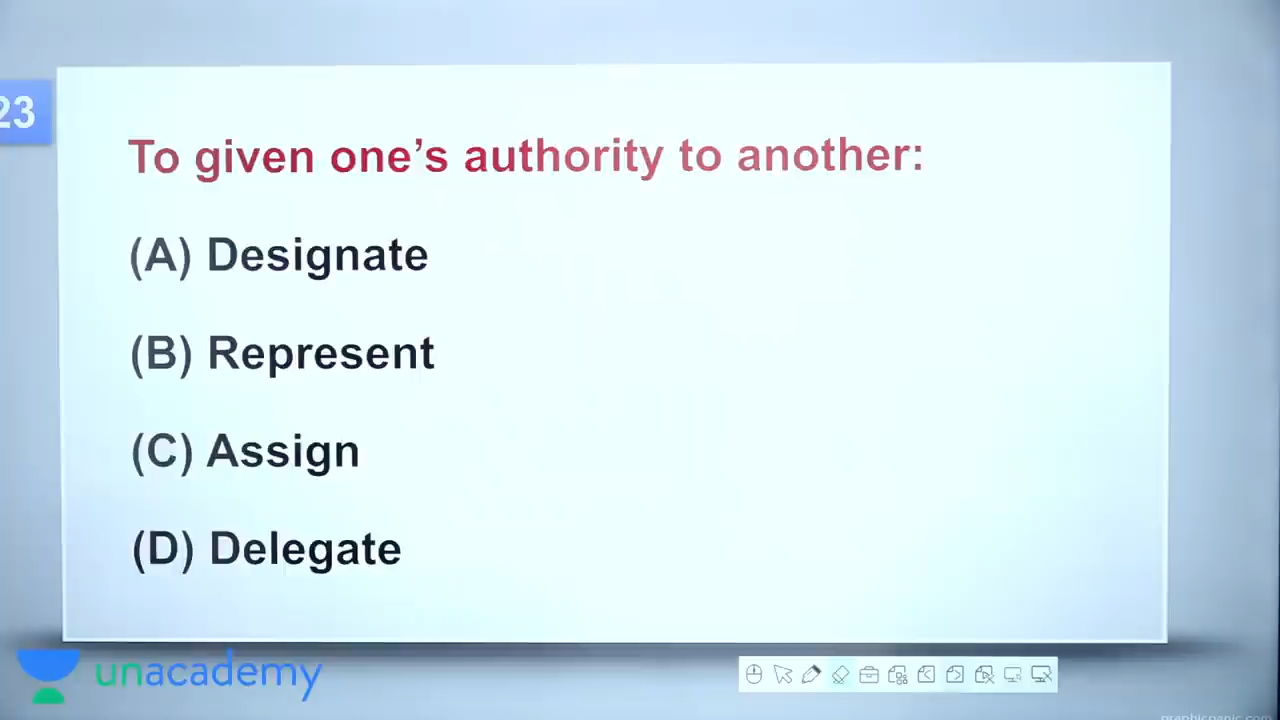 23
To given one's authority to another:
(A) Designate
(B) Represent
(C) Assign
(D) Delegate
unacademy